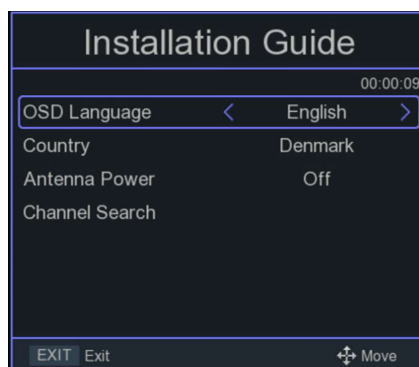 Installation Guide
00:00:09
OSD Language < English >
Country Denmark
Antenna Power Off
Channel Search
EXIT Exit Move